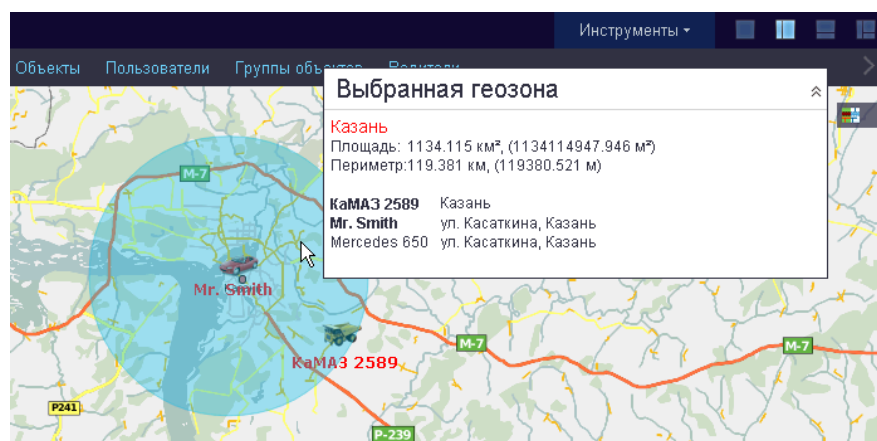 Инструменты
Объекты Пользователи Группы объектов Водители
Выбранная геозона
Казань
Площадь: 1134.115 км², (1134114947.946 м²)
Периметр:119.381 км, (119380.521 м)
КаМАЗ 2589 Казань
Mr. Smith ул. Касаткина, Казань
Mercedes 650 ул. Касаткина, Казань
М-7
Mr. Smith
КаМАЗ 2589
М-7
М-7
Р241
Р-239